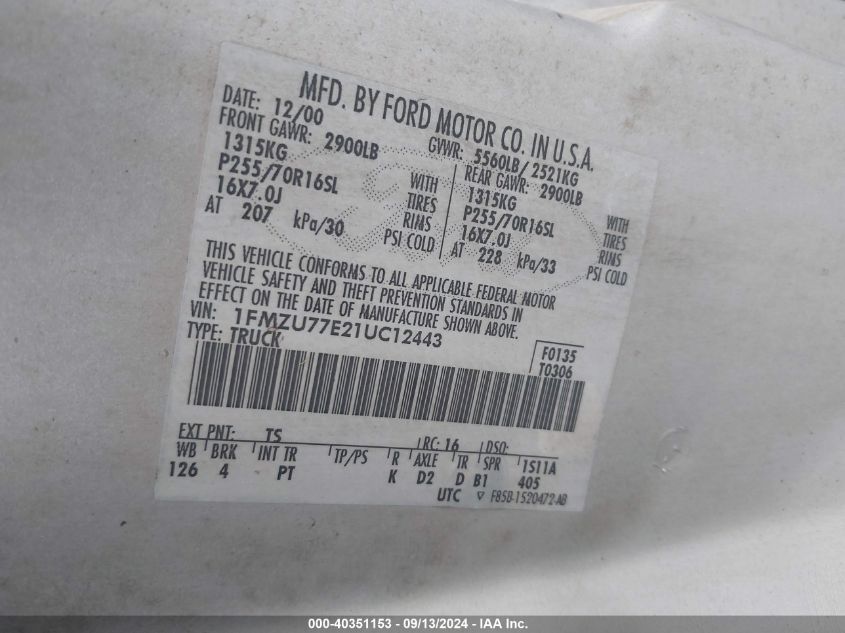 MFD. BY FORD MOTOR CO. IN U.S.A.
DATE: 12/00 GVWR: 5560LB/ 2521KG
FRONT GAWR: 2900LB REAR GAWR: 2900LB
1315KG WITH 1315KG WITH
P255/70R16SL TIRES P255/70R16SL TIRES
16X7.0J RIMS 16X7.0J RIMS
AT 207 kPa/30 PSI COLD AT 228 kPa/33 PSI COLD
THIS VEHICLE CONFORMS TO ALL APPLICABLE FEDERAL MOTOR
VEHICLE SAFETY AND THEFT PREVENTION STANDARDS IN
EFFECT ON THE DATE OF MANUFACTURE SHOWN ABOVE.
VIN: 1FMZU77E21UC12443
TYPE: TRUCK
F0135
T0306
EXT PNT: TS RC: 16 DSO:
WB BRK INT TR TP/PS R AXLE TR SPR 1S11A
126 4 PT K D2 D B1 405
UTC ▽ F85B-1520472-AB
000-40351153 - 09/13/2024 - IAA Inc.